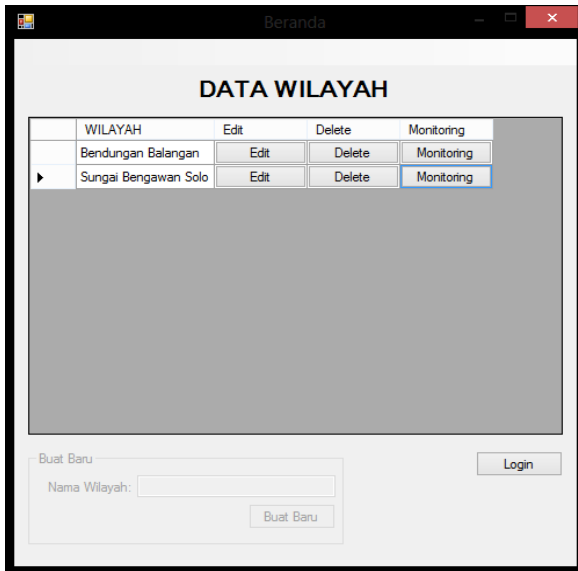 Beranda
DATA WILAYAH
WILAYAH Edit Delete Monitoring
Bendungan Balangan Edit Delete Monitoring
Sungai Bengawan Solo Edit Delete Monitoring
Buat Baru
Login
Nama Wilayah:
Buat Baru